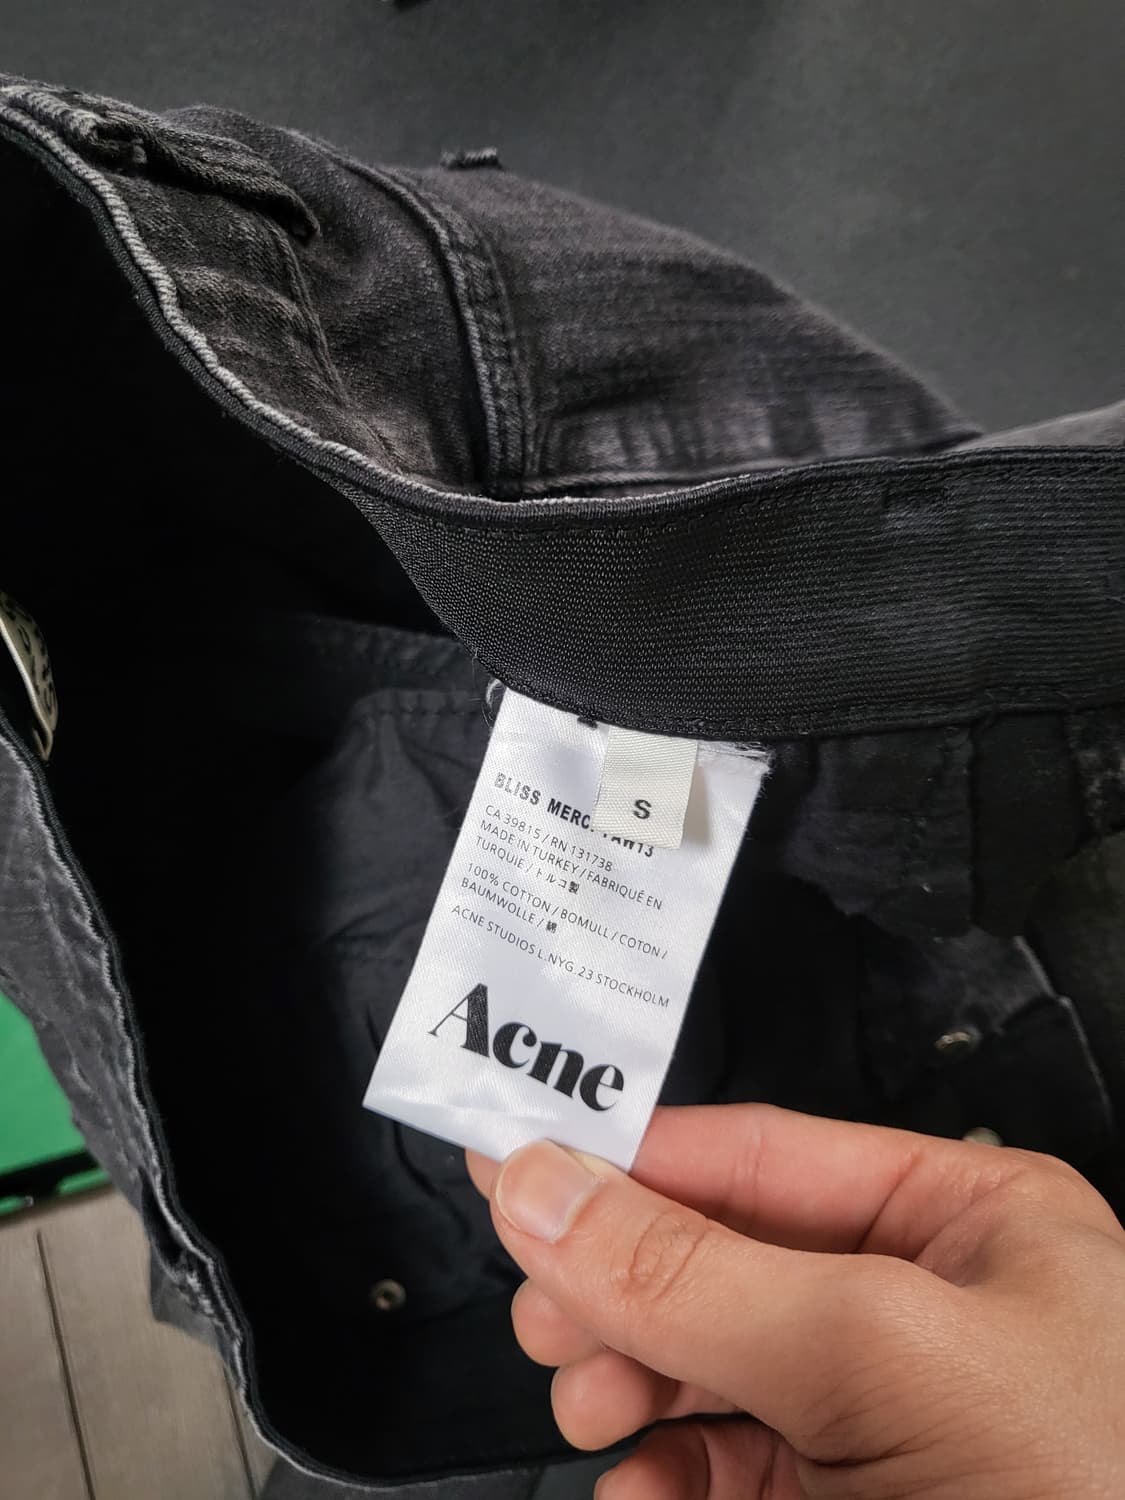 S
BLISS MERC
AW13
CA 39815 / RN 131738
MADE IN TURKEY / FABRIQUÉ EN
TURQUIE / トルコ製
100% COTTON / BOMULL / COTON /
BAUMWOLLE / 綿
ACNE STUDIOS L.NYG.23 STOCKHOLM
Acne